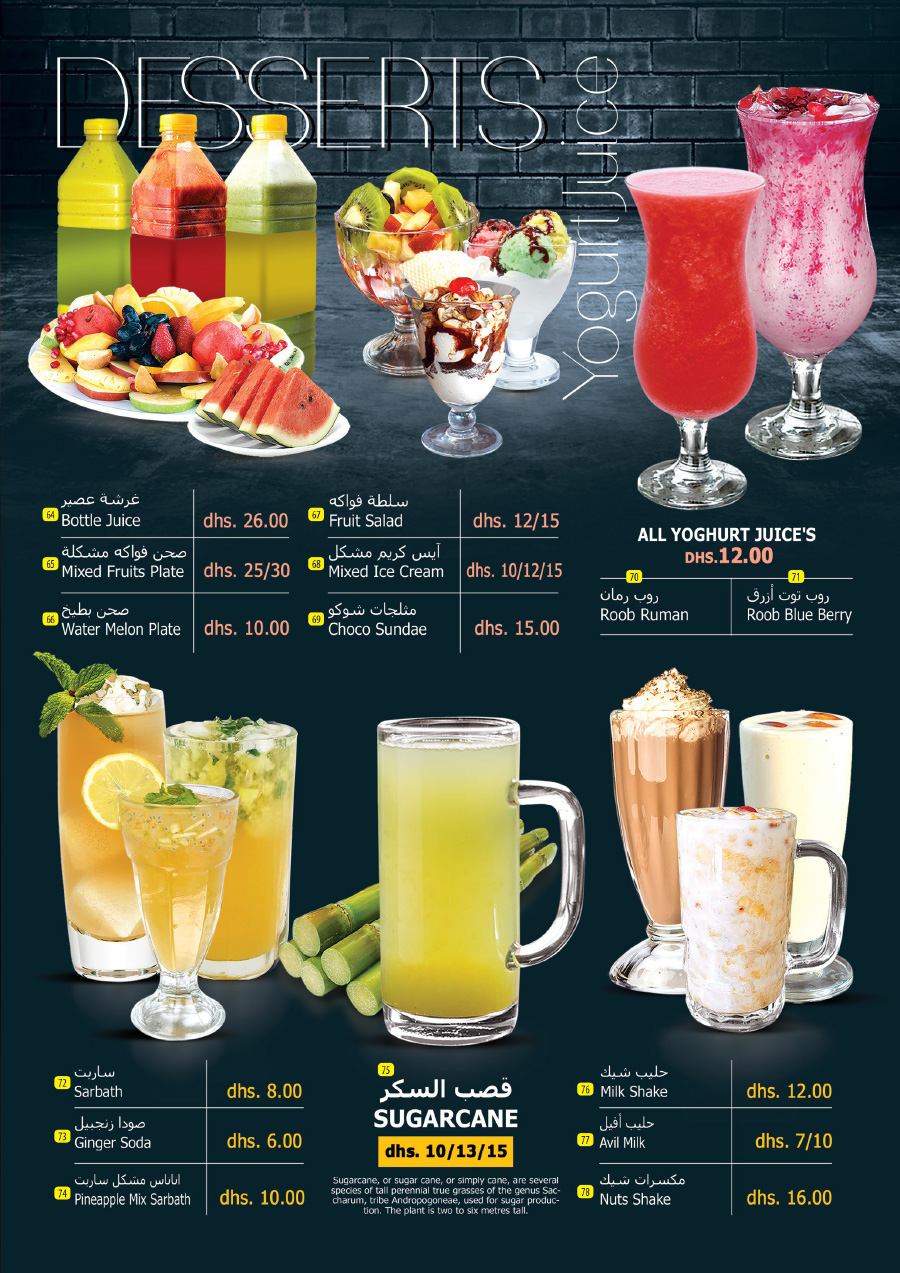 DESSERTS
Yogurt Juice
64
غرشة عصير
Bottle Juice
dhs. 26.00
65
صحن فواكه مشكلة
Mixed Fruits Plate
dhs. 25/30
66
صحن بطيخ
Water Melon Plate
dhs. 10.00
67
سلطة فواكه
Fruit Salad
dhs. 12/15
68
آيس كريم مشكل
Mixed Ice Cream
dhs. 10/12/15
69
مثلجات شوكو
Choco Sundae
dhs. 15.00
ALL YOGHURT JUICE'S
DHS.12.00
70
روب رمان
Roob Ruman
71
روب توت أزرق
Roob Blue Berry
72
ساربت
Sarbath
dhs. 8.00
73
صودا زنجبيل
Ginger Soda
dhs. 6.00
74
اناناس مشكل ساربت
Pineapple Mix Sarbath
dhs. 10.00
75
قصب السكر
SUGARCANE
dhs. 10/13/15
Sugarcane, or sugar cane, or simply cane, are several
species of tall perennial true grasses of the genus Sac-
charum, tribe Andropogoneae, used for sugar produc-
tion. The plant is two to six metres tall.
76
حليب شيك
Milk Shake
dhs. 12.00
77
حليب أفيل
Avil Milk
dhs. 7/10
78
مكسرات شيك
Nuts Shake
dhs. 16.00